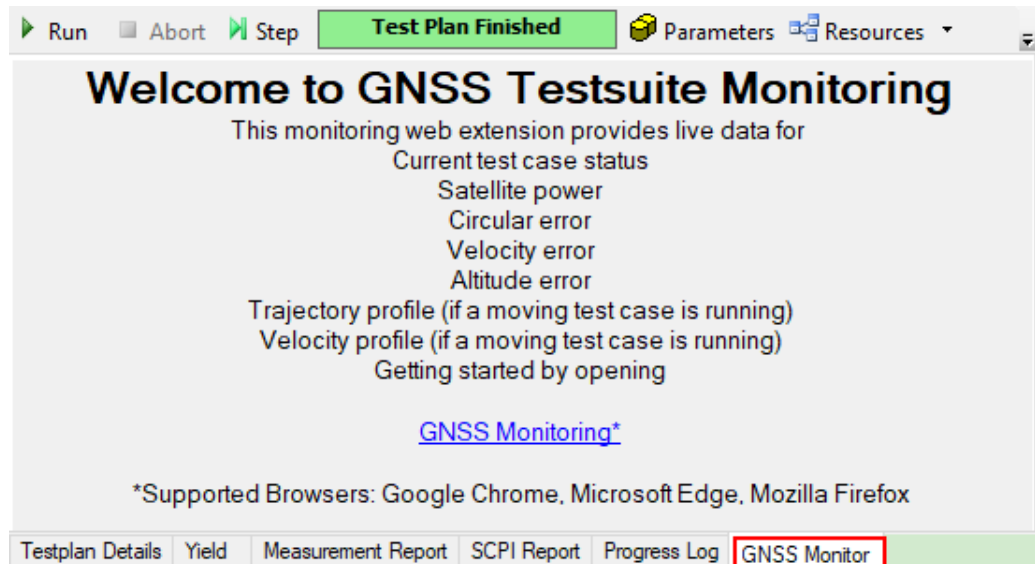 Run Abort Step Test Plan Finished Parameters Resources
Welcome to GNSS Testsuite Monitoring
This monitoring web extension provides live data for
Current test case status
Satellite power
Circular error
Velocity error
Altitude error
Trajectory profile (if a moving test case is running)
Velocity profile (if a moving test case is running)
Getting started by opening
GNSS Monitoring*
*Supported Browsers: Google Chrome, Microsoft Edge, Mozilla Firefox
Testplan Details Yield Measurement Report SCPI Report Progress Log GNSS Monitor